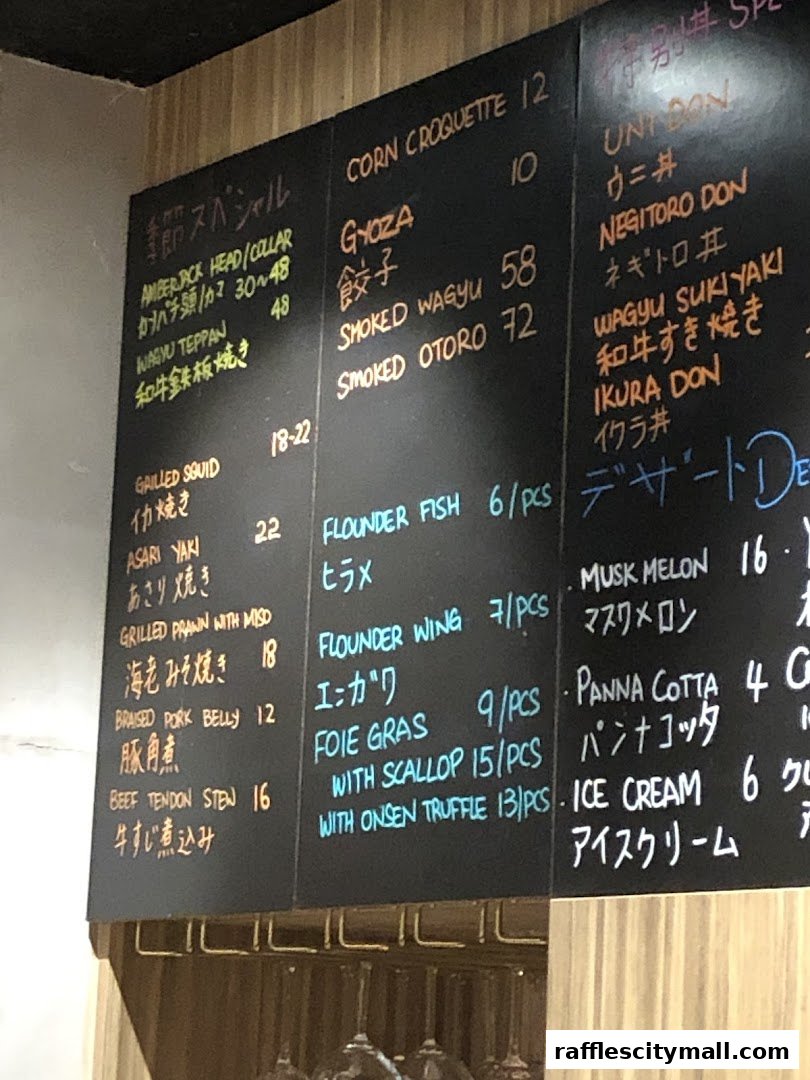 季節スペシャル
AMBERJACK HEAD/COLLAR
カンパチ頭/カマ 30~48
WAGYU TEPPAN 48
和牛鉄板焼き
18-22
GRILLED SQUID
イカ焼き
ASARI YAKI 22
あさり焼き
GRILLED PRAWN WITH MISO
海老みそ焼き 18
BRAISED PORK BELLY 12
豚角煮
BEEF TENDON STEW 16
牛すじ煮込み
CORN CROQUETTE 12
10
GYOZA
餃子
SMOKED WAGYU 58
SMOKED OTORO 72
FLOUNDER FISH 6/PCS
ヒラメ
FLOUNDER WING 7/PCS
エンガワ
FOIE GRAS 9/PCS
WITH SCALLOP 15/PCS
WITH ONSEN TRUFFLE 13/PCS
特別丼
UNI DON
ウニ丼
NEGITORO DON
ネギトロ丼
WAGYU SUKIYAKI
和牛すき焼き
IKURA DON
イクラ丼
デザート
· MUSK MELON 16
マスクメロン
· PANNA COTTA 4
パンナコッタ
· ICE CREAM 6
アイスクリーム
rafflescitymall.com